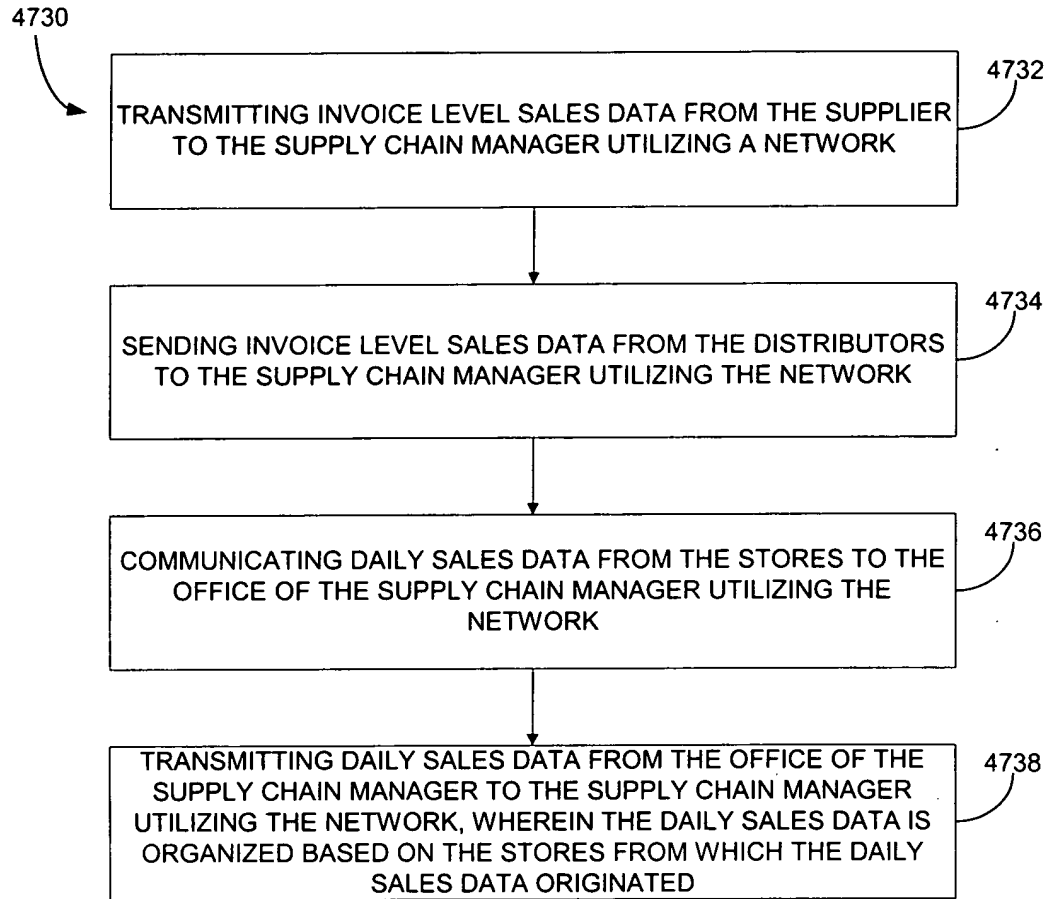 4730
4732
TRANSMITTING INVOICE LEVEL SALES DATA FROM THE SUPPLIER
TO THE SUPPLY CHAIN MANAGER UTILIZING A NETWORK
4734
SENDING INVOICE LEVEL SALES DATA FROM THE DISTRIBUTORS
TO THE SUPPLY CHAIN MANAGER UTILIZING THE NETWORK
4736
COMMUNICATING DAILY SALES DATA FROM THE STORES TO THE
OFFICE OF THE SUPPLY CHAIN MANAGER UTILIZING THE
NETWORK
4738
TRANSMITTING DAILY SALES DATA FROM THE OFFICE OF THE
SUPPLY CHAIN MANAGER TO THE SUPPLY CHAIN MANAGER
UTILIZING THE NETWORK, WHEREIN THE DAILY SALES DATA IS
ORGANIZED BASED ON THE STORES FROM WHICH THE DAILY
SALES DATA ORIGINATED